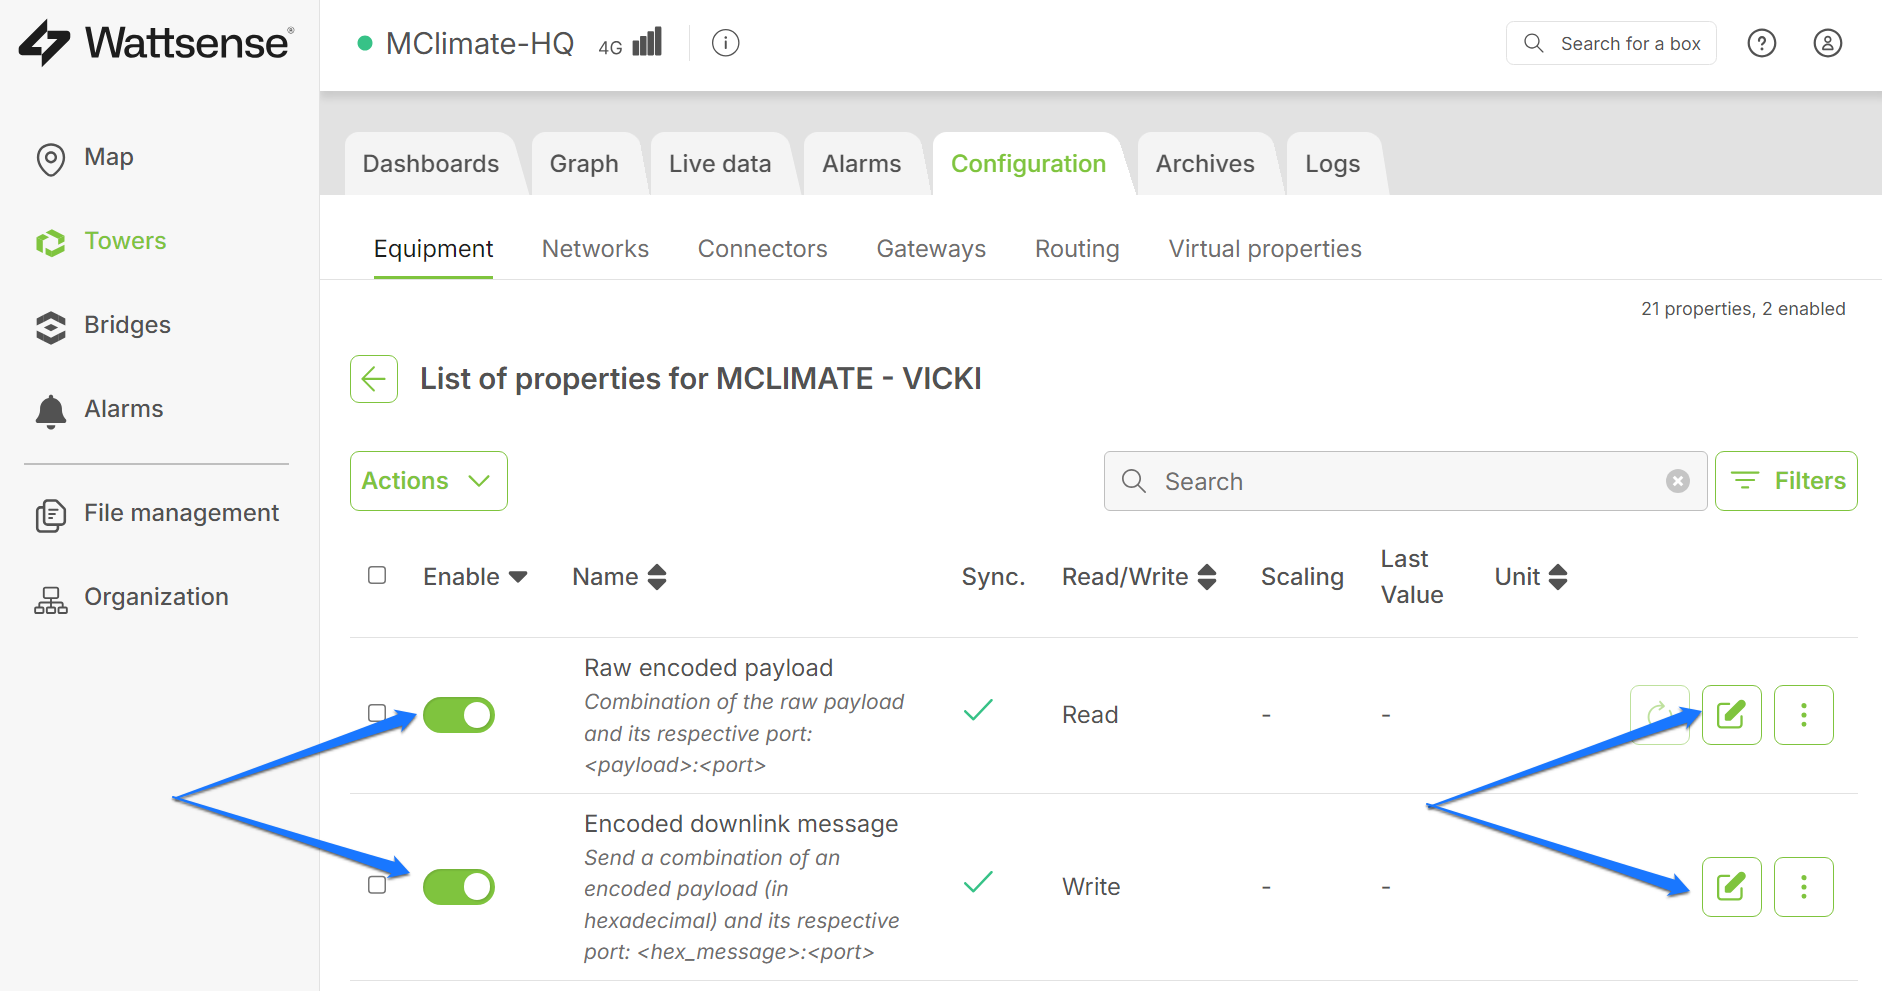 Wattsense®
MClimate-HQ 4G
Search for a box
Map
Towers
Bridges
Alarms
File management
Organization
Dashboards
Graph
Live data
Alarms
Configuration
Archives
Logs
Equipment
Networks
Connectors
Gateways
Routing
Virtual properties
21 properties, 2 enabled
List of properties for MCLIMATE - VICKI
Actions
Search
Filters
Enable
Name
Sync.
Read/Write
Scaling
Last
Value
Unit
Raw encoded payload
Combination of the raw payload
and its respective port:
<payload>:<port>
Read
-
-
Encoded downlink message
Send a combination of an
encoded payload (in
hexadecimal) and its respective
port: <hex_message>:<port>
Write
-
-